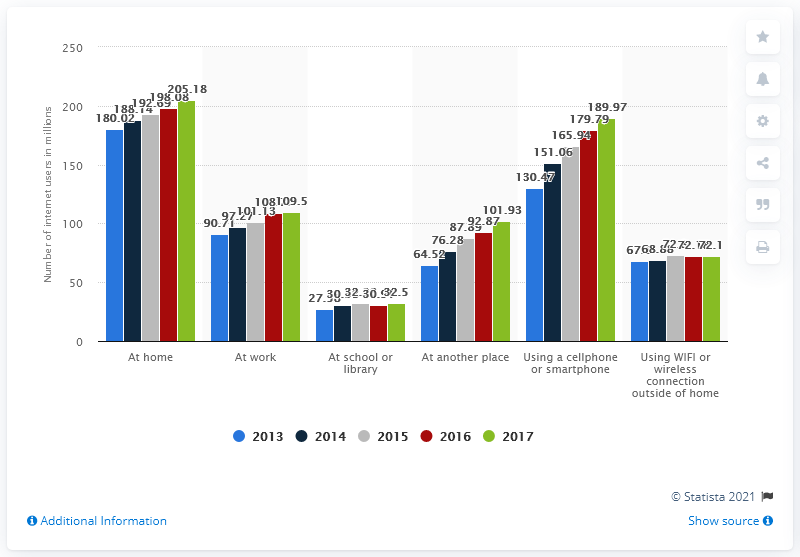 250
200
150
100
50
0
Number of internet users in millions
180.02
188.14
192.69
198.08
205.18
90.71
97.27
101.13
109.5
32.5
64.52
76.28
87.89
92.87
101.93
130.47
151.06
165.94
179.79
189.97
68.88
72.1
At home
At work
At school or
library
At another place
Using a cellphone
or smartphone
Using WIFI or
wireless
connection
outside of home
2013 2014 2015 2016 2017
© Statista 2021
Additional Information
Show source